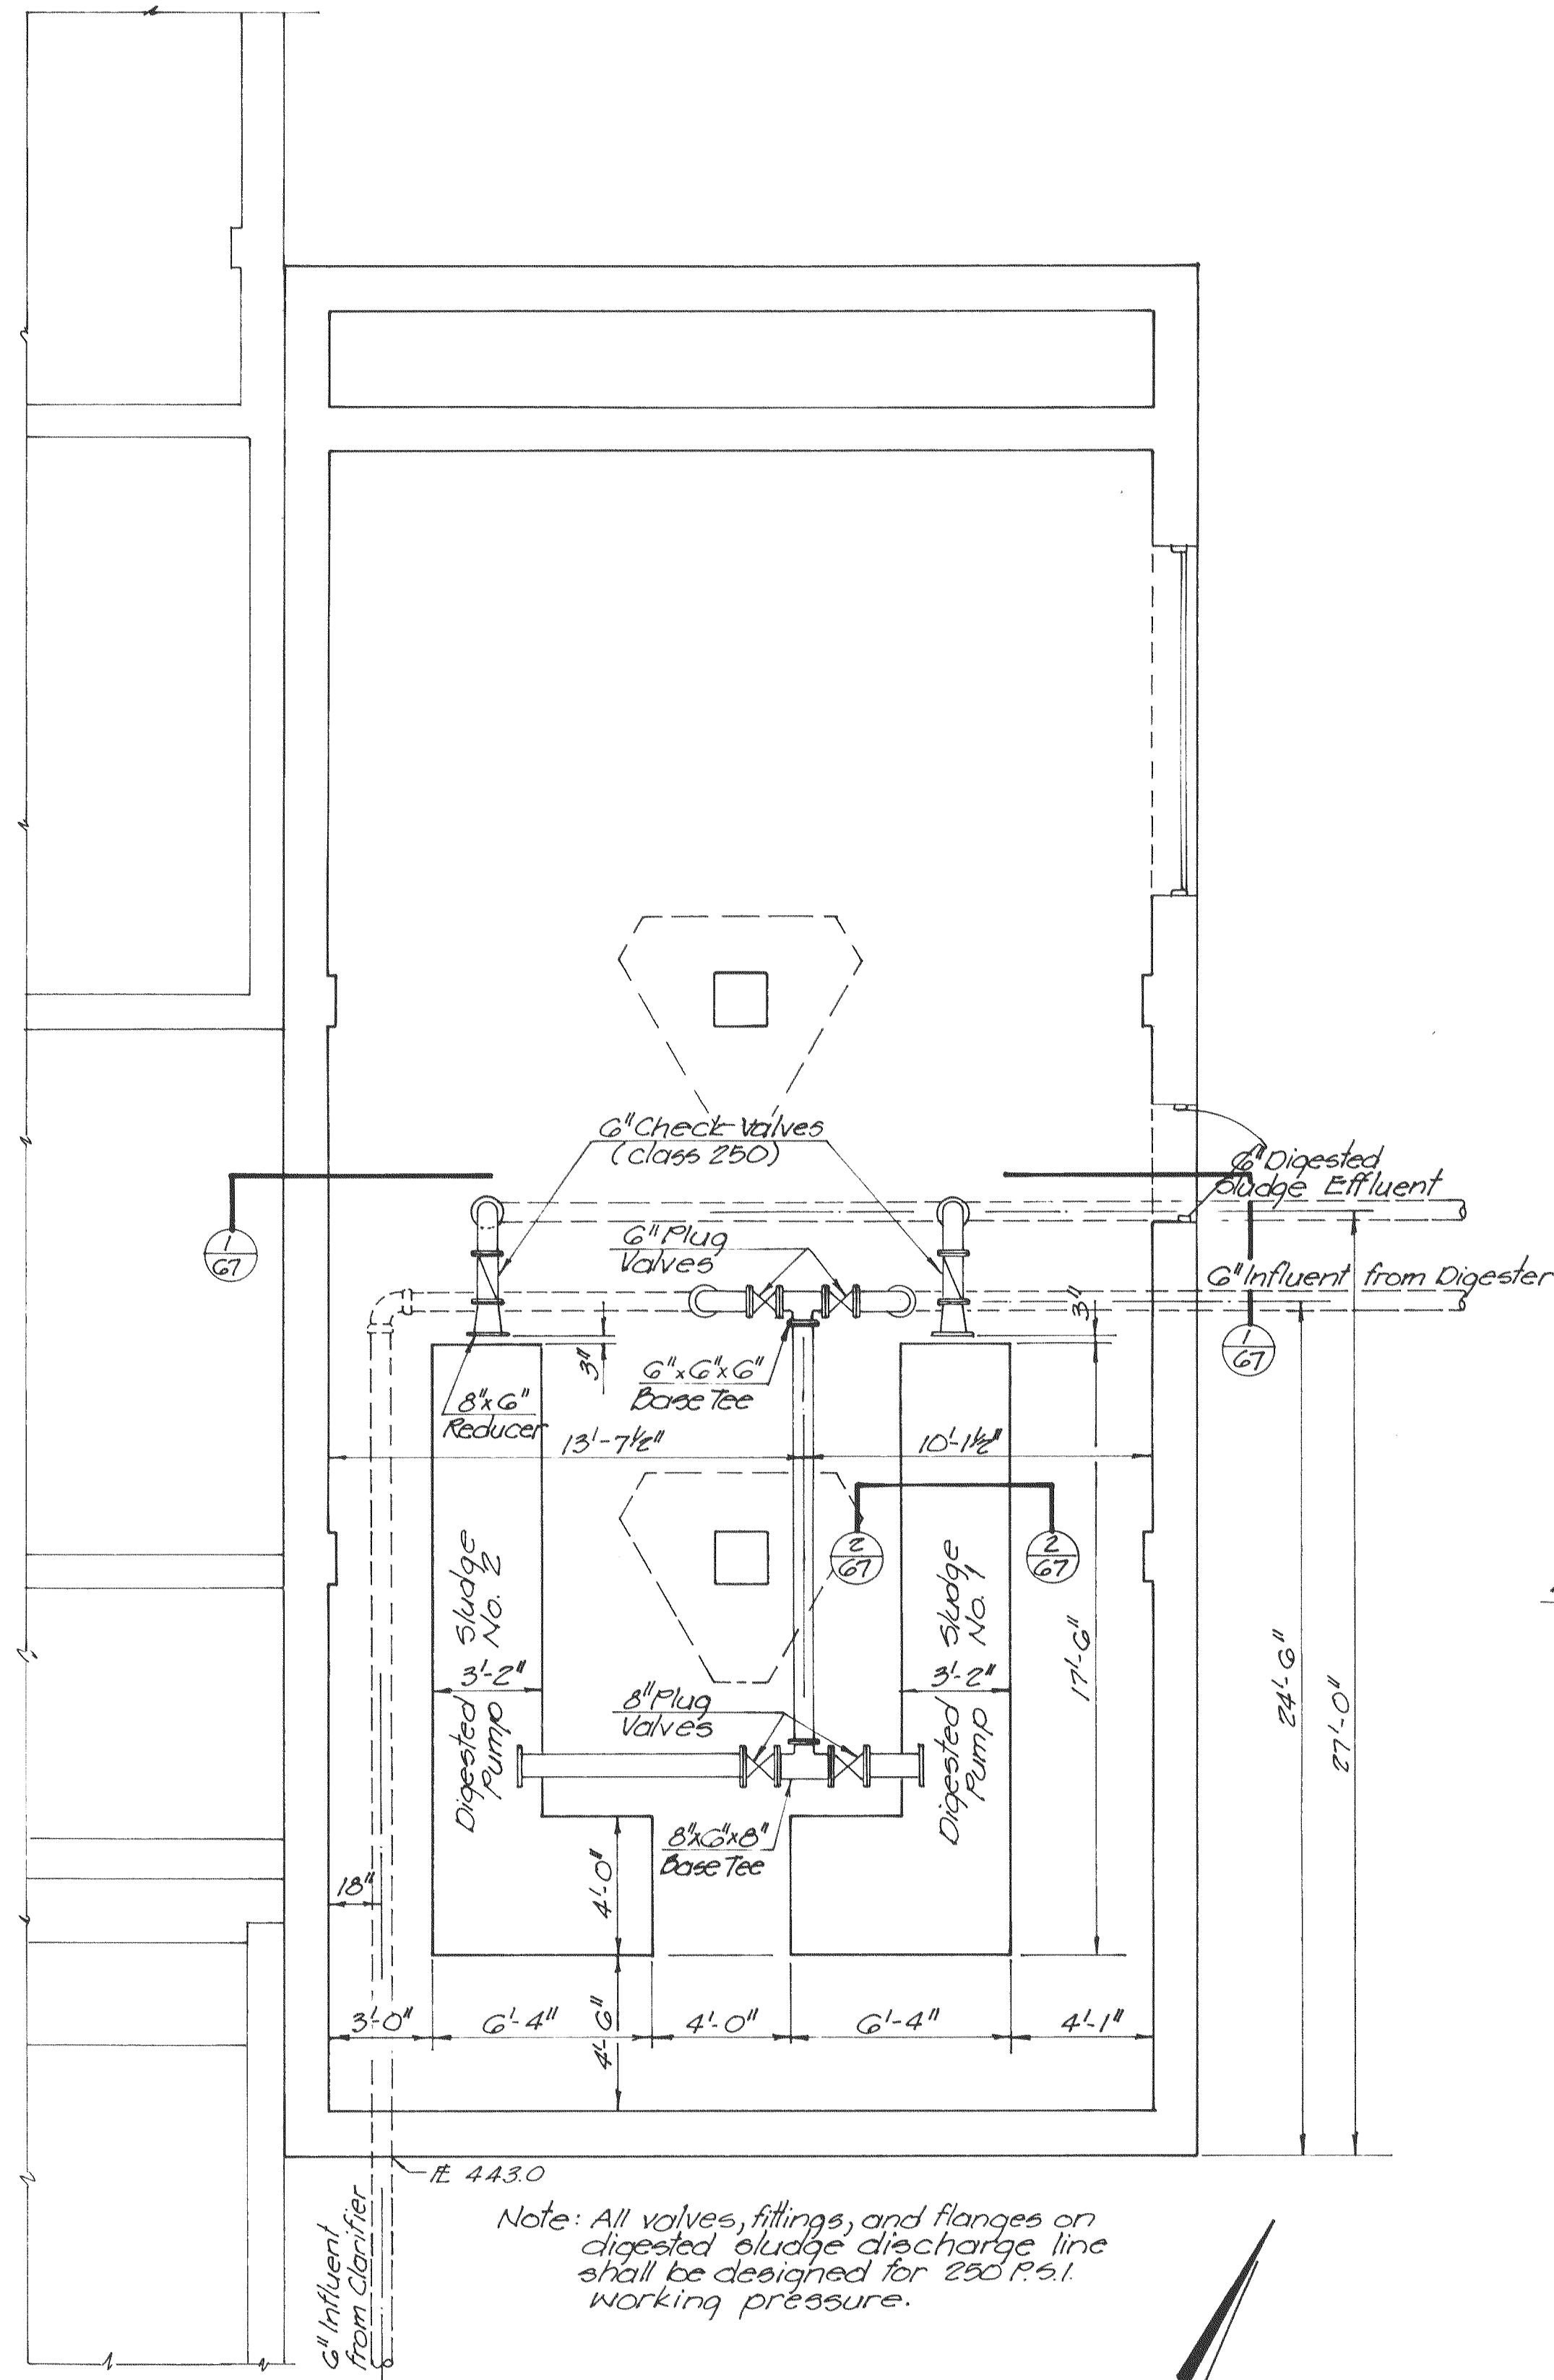 6" Check Valves
(class 250)
6" Digested
Sludge Effluent
1
67
6" Plug
Valves
6" Influent from Digester
3"
1
67
3"
6"x6"x6"
Base Tee
8"x6"
Reducer
13'-7½"
10'-1½"
2
67
2
67
Digested Sludge
Pump No. 2
Digested Sludge
Pump No. 1
3'-2"
3'-2"
17'-6"
24'-6"
27'-0"
8" Plug
Valves
8"x6"x8"
Base Tee
18"
4'-0"
3'-0"
6'-4"
4'-6"
4'-0"
6'-4"
4'-1"
℄ 443.0
6" Influent
from Clarifier
Note: All valves, fittings, and flanges on
digested sludge discharge line
shall be designed for 250 P.S.I.
working pressure.